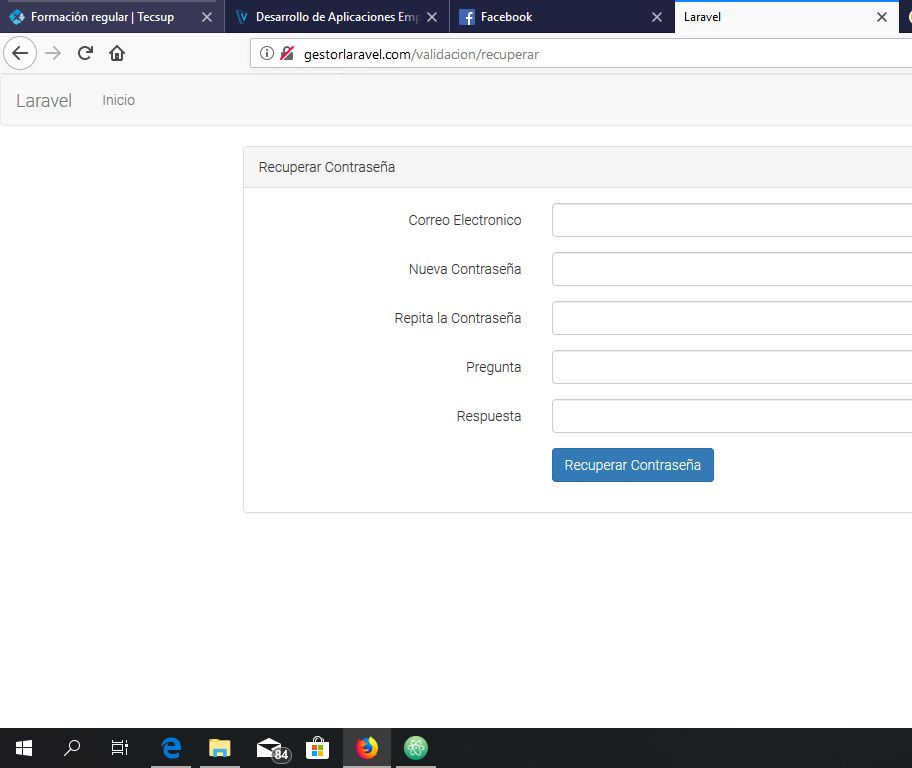 Formación regular | Tecsup
Desarrollo de Aplicaciones Emp
Facebook
Laravel
gestorlaravel.com/validacion/recuperar
Laravel
Inicio
Recuperar Contraseña
Correo Electronico
Nueva Contraseña
Repita la Contraseña
Pregunta
Respuesta
Recuperar Contraseña
84